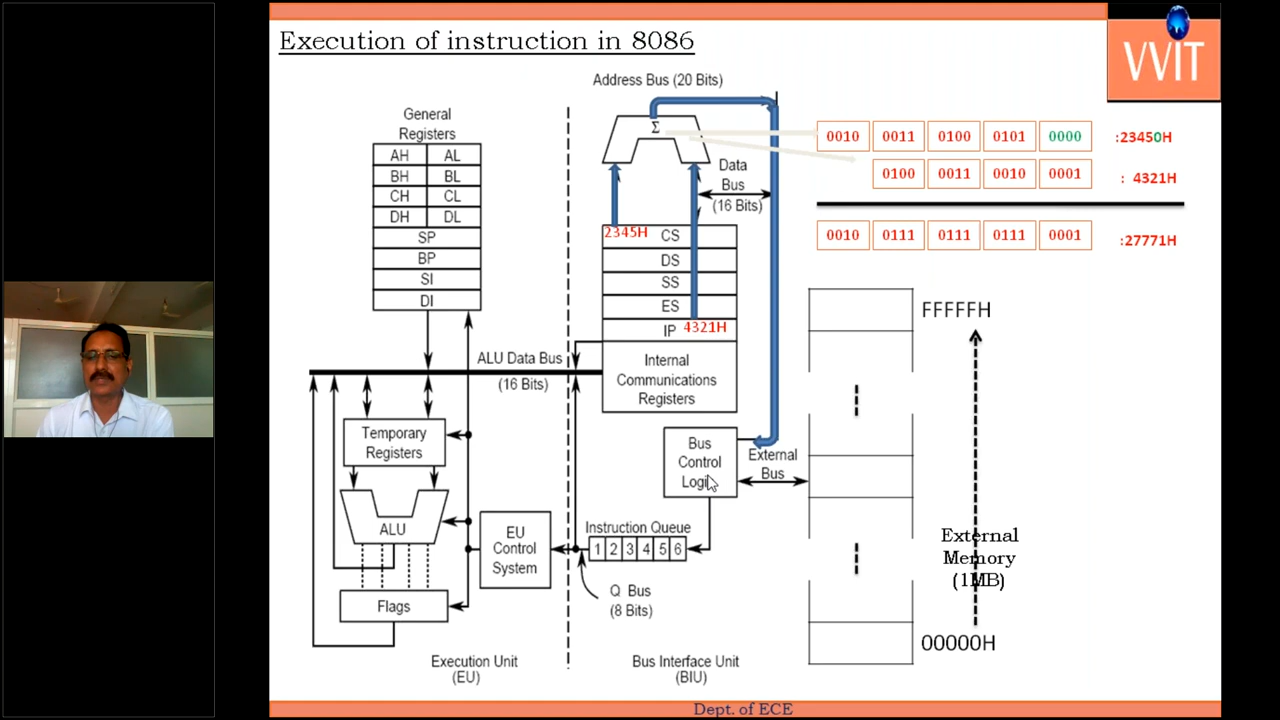 Execution of instruction in 8086
VVIT
Address Bus (20 Bits)
General
Registers
AH AL
BH BL
CH CL
DH DL
SP
BP
SI
DI
Σ
Data
Bus
(16 Bits)
2345H CS
DS
SS
ES
IP 4321H
Internal
Communications
Registers
ALU Data Bus
(16 Bits)
Temporary
Registers
ALU
Flags
EU
Control
System
Bus
Control
Logic
External
Bus
Instruction Queue
1 2 3 4 5 6
Q Bus
(8 Bits)
Execution Unit
(EU)
Bus Interface Unit
(BIU)
0010 0011 0100 0101 0000 :23450H
0100 0011 0010 0001 : 4321H
0010 0111 0111 0111 0001 :27771H
FFFFFH
External
Memory
(1MB)
00000H
Dept. of ECE